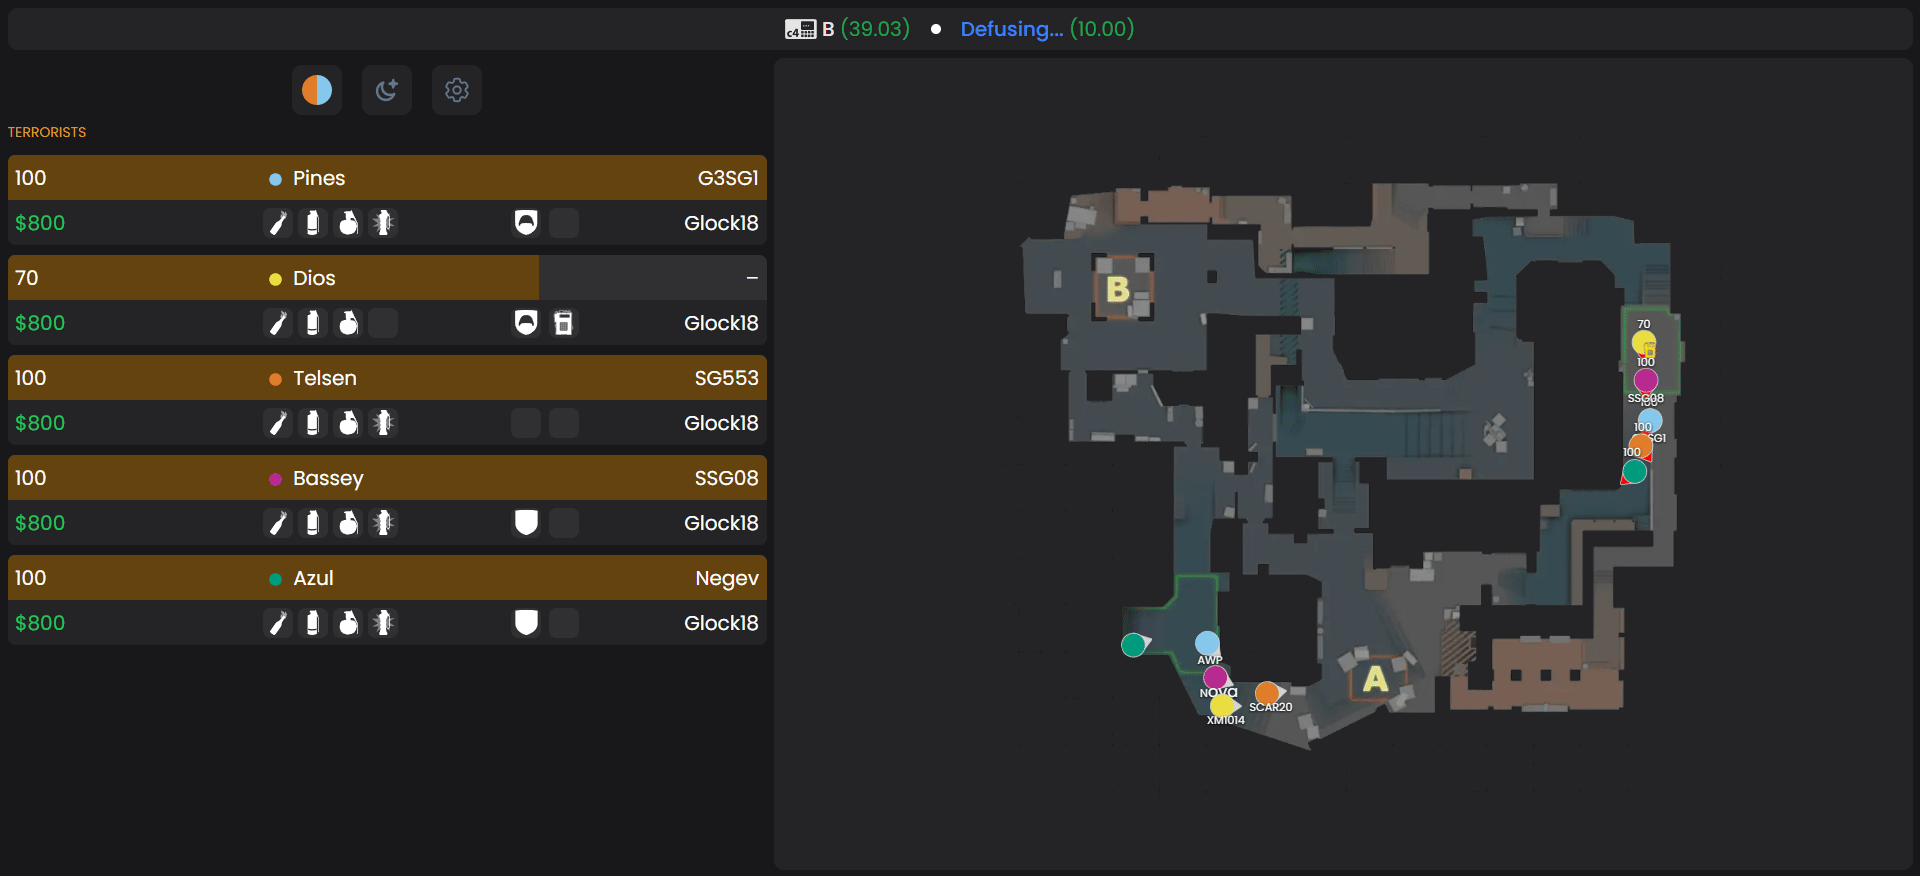 C4 B (39.03) • Defusing... (10.00)
TERRORISTS
100 Pines G3SG1
$800 Glock18
70 Dios –
$800 Glock18
100 Telsen SG553
$800 Glock18
100 Bassey SSG08
$800 Glock18
100 Azul Negev
$800 Glock18
B
70
100
SSG08
100
100
AWP
Nova
XM1014
SCAR20
A